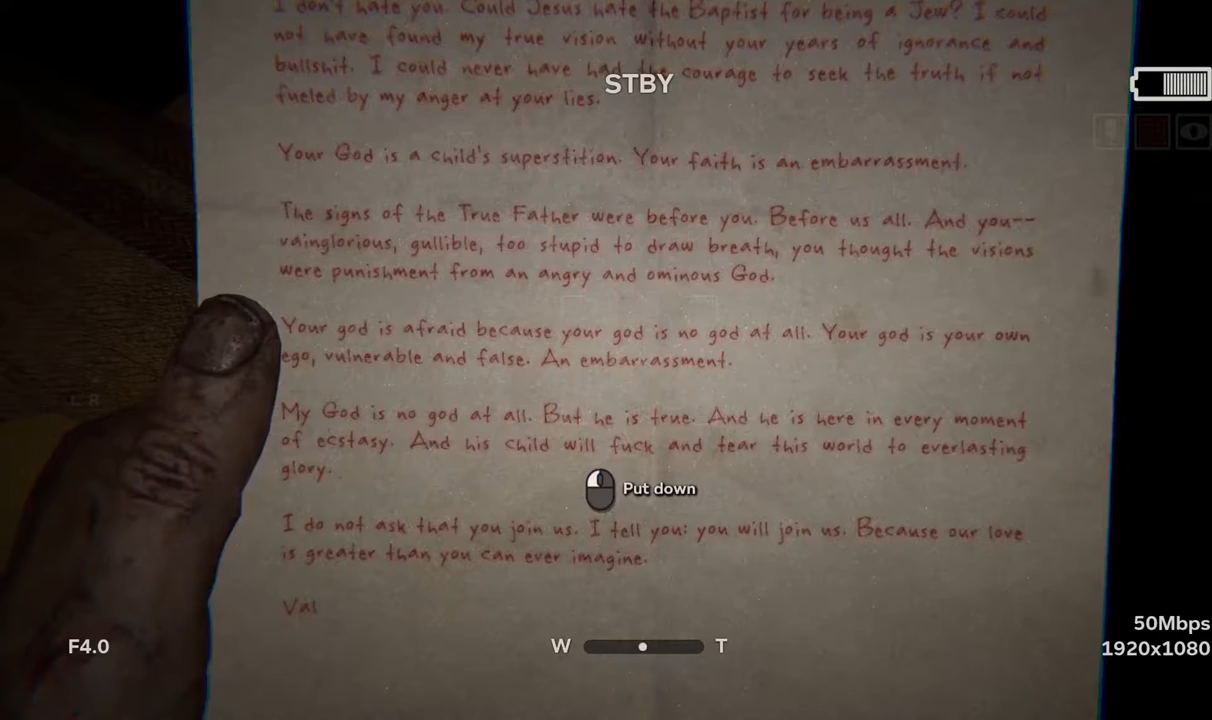 I don't hate you. Could Jesus hate the Baptist for being a Jew? I could
not have found my true vision without your years of ignorance and
bullshit. I could never have had the courage to seek the truth if not
fueled by my anger at your lies.
STBY
Your God is a child's superstition. Your faith is an embarrassment.
The signs of the True Father were before you. Before us all. And you--
vainglorious, gullible, too stupid to draw breath, you thought the visions
were punishment from an angry and ominous God.
Your god is afraid because your god is no god at all. Your god is your own
ego, vulnerable and false. An embarrassment.
L R
My God is no god at all. But he is true. And he is here in every moment
of ecstasy. And his child will fuck and tear this world to everlasting
glory.
Put down
I do not ask that you join us. I tell you: you will join us. Because our love
is greater than you can ever imagine.
Val
50Mbps
F4.0
W T
1920x1080